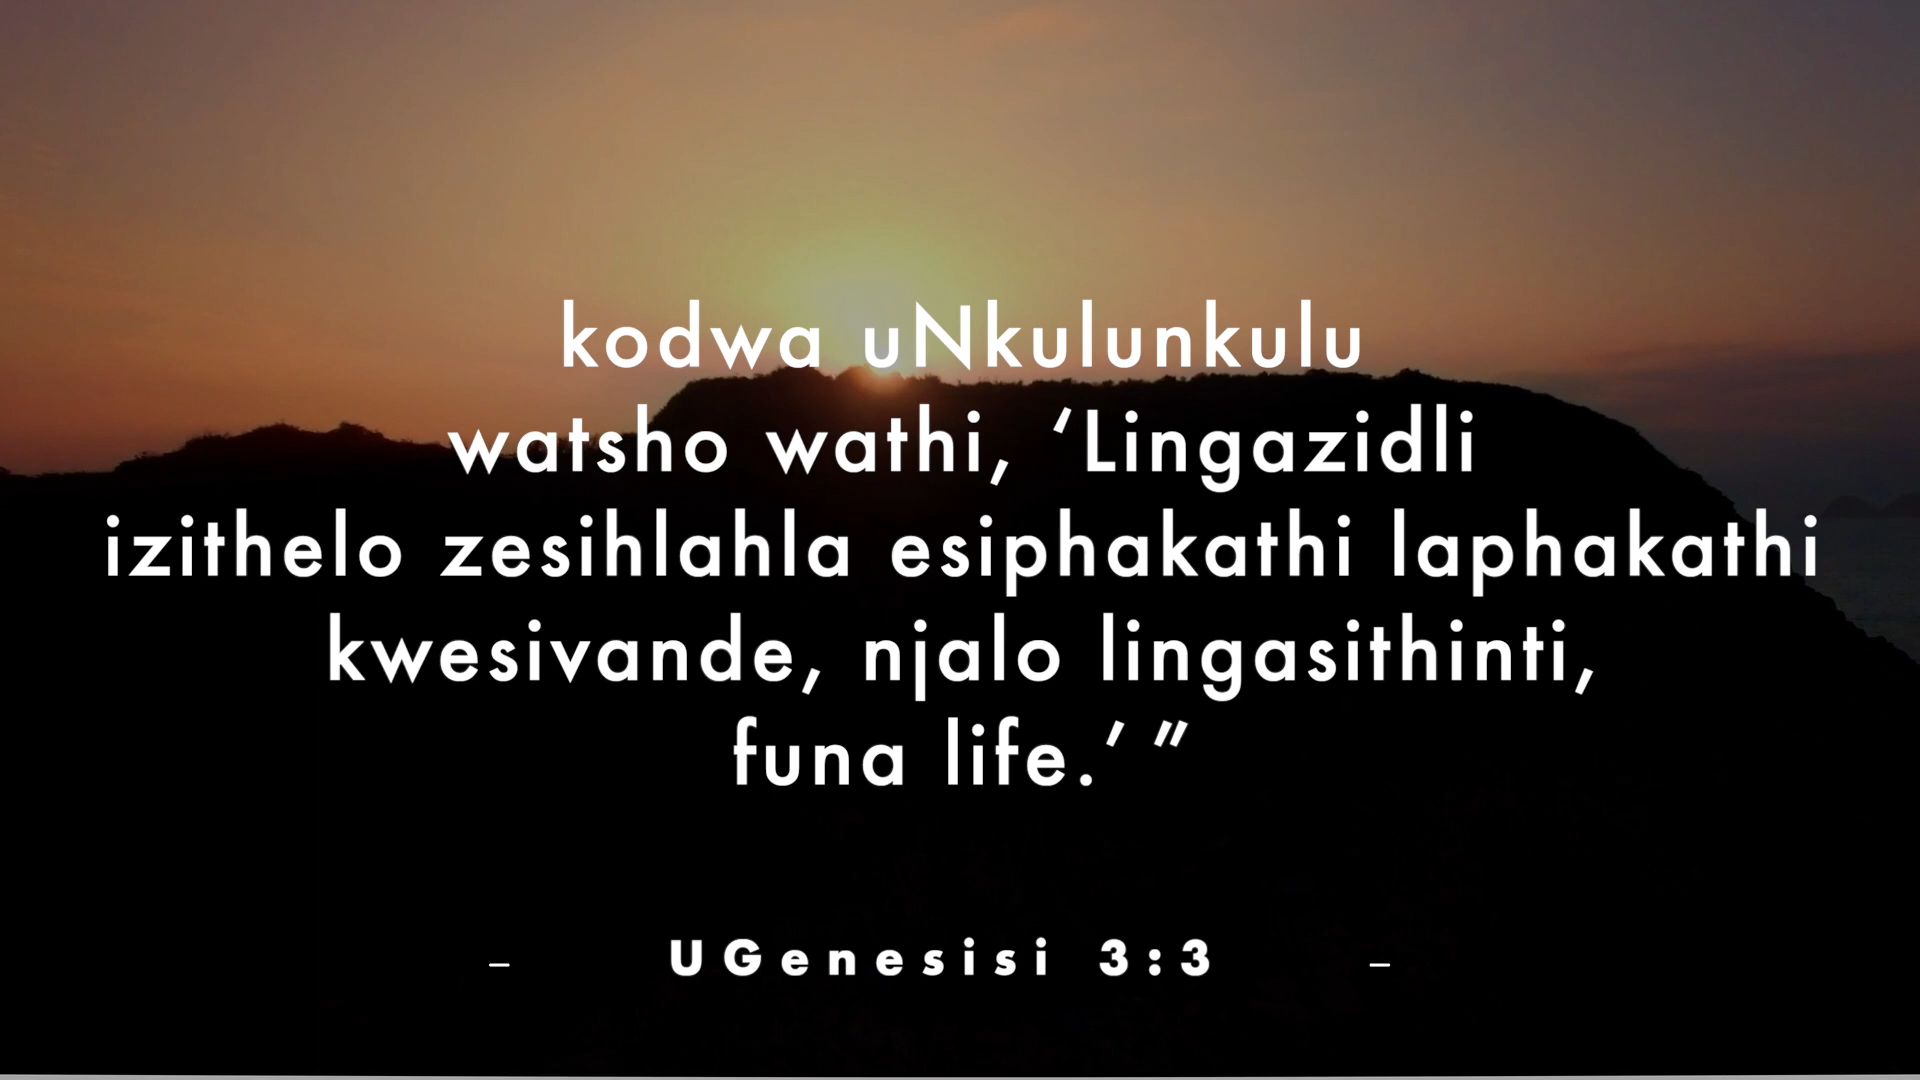 kodwa uNkulunkulu
watsho wathi, ‘Lingazidli
izithelo zesihlahla esiphakathi laphakathi
kwesivande, njalo lingasithinti,
funa life.’ ”
– UGenesisi 3:3 –